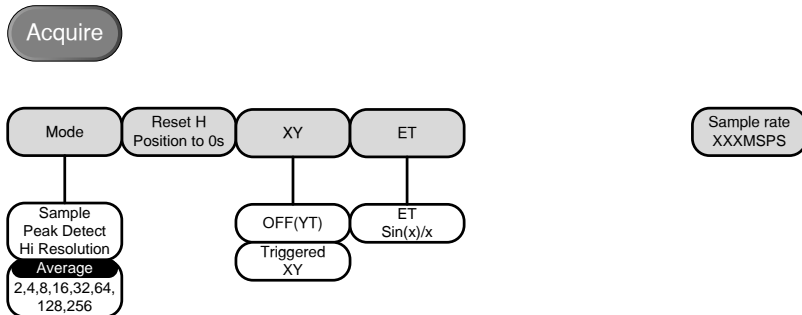 Acquire
Mode
Reset H
Position to 0s
XY
ET
Sample rate
XXXMSPS
Sample
Peak Detect
Hi Resolution
Average
2,4,8,16,32,64,
128,256
OFF(YT)
Triggered
XY
ET
Sin(x)/x